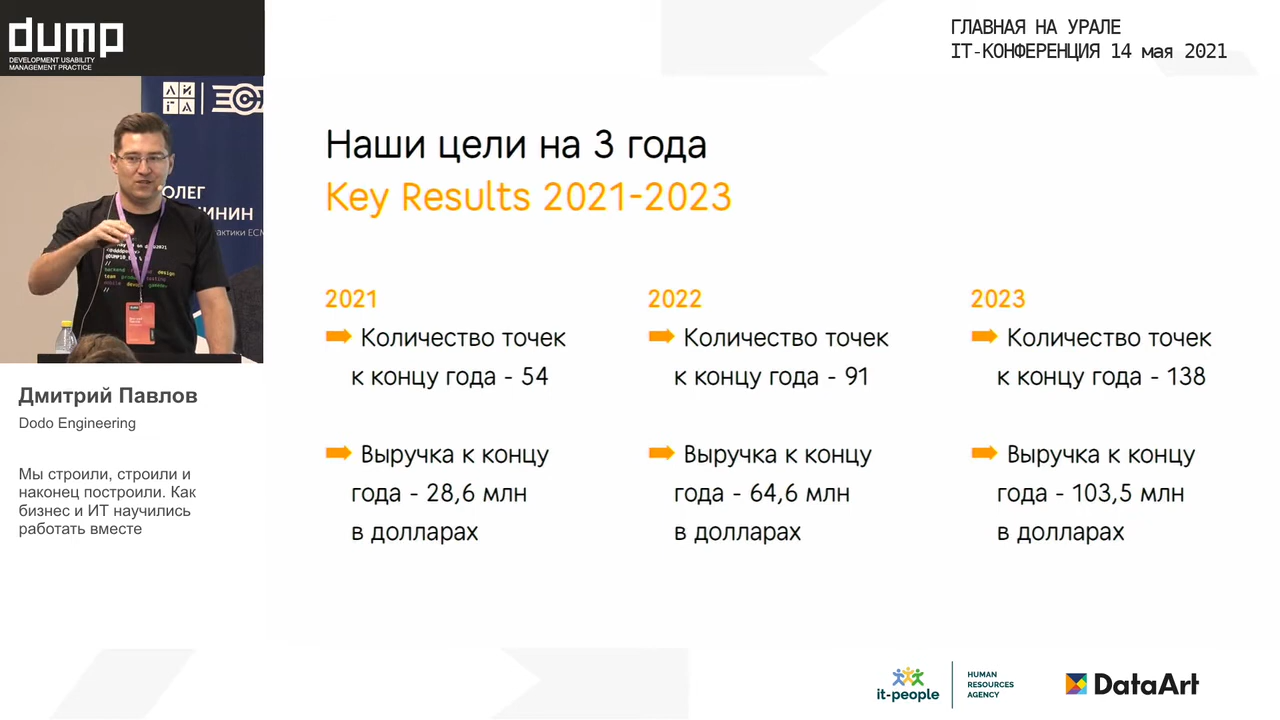 dump
DEVELOPMENT USABILITY
MANAGEMENT PRACTICE
ГЛАВНАЯ НА УРАЛЕ
IT-КОНФЕРЕНЦИЯ 14 мая 2021
ЛИ
ГА
ОЛЕГ
ИНИН
актики ECM
Дмитрий Павлов
Dodo Engineering
Мы строили, строили и
наконец построили. Как
бизнес и ИТ научились
работать вместе
Наши цели на 3 года
Key Results 2021-2023
2021
Количество точек
к концу года - 54
Выручка к концу
года - 28,6 млн
в долларах
2022
Количество точек
к концу года - 91
Выручка к концу
года - 64,6 млн
в долларах
2023
Количество точек
к концу года - 138
Выручка к концу
года - 103,5 млн
в долларах
it-people
HUMAN
RESOURCES
AGENCY
DataArt